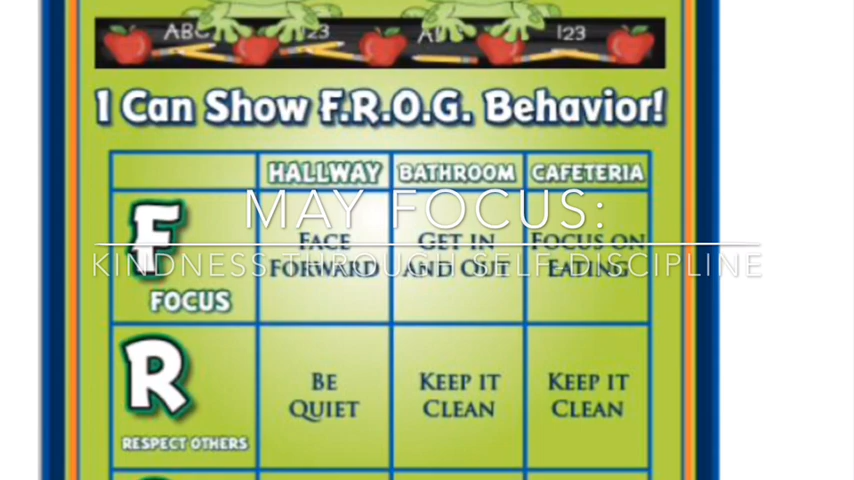 ABC 123 ABC 123
I Can Show F.R.O.G. Behavior!
HALLWAY BATHROOM CAFETERIA
MAY FOCUS:
KINDNESS THROUGH SELF-DISCIPLINE
F
FOCUS
FACE
FORWARD
GET IN
AND OUT
FOCUS ON
EATING
R
RESPECT OTHERS
BE
QUIET
KEEP IT
CLEAN
KEEP IT
CLEAN